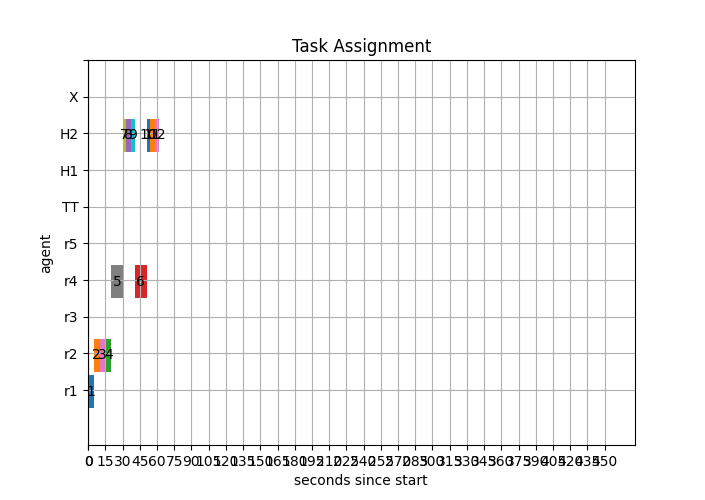 Task Assignment
X
H2
7 8 9 10 11 12
H1
TT
r5
r4
5 6
r3
r2
2 3 4
r1
1
agent
0 15 30 45 60 75 90 105 120 135 150 165 180 195 210 225 240 255 270 285 300 315 330 345 360 375 390 405 420 435 450
seconds since start